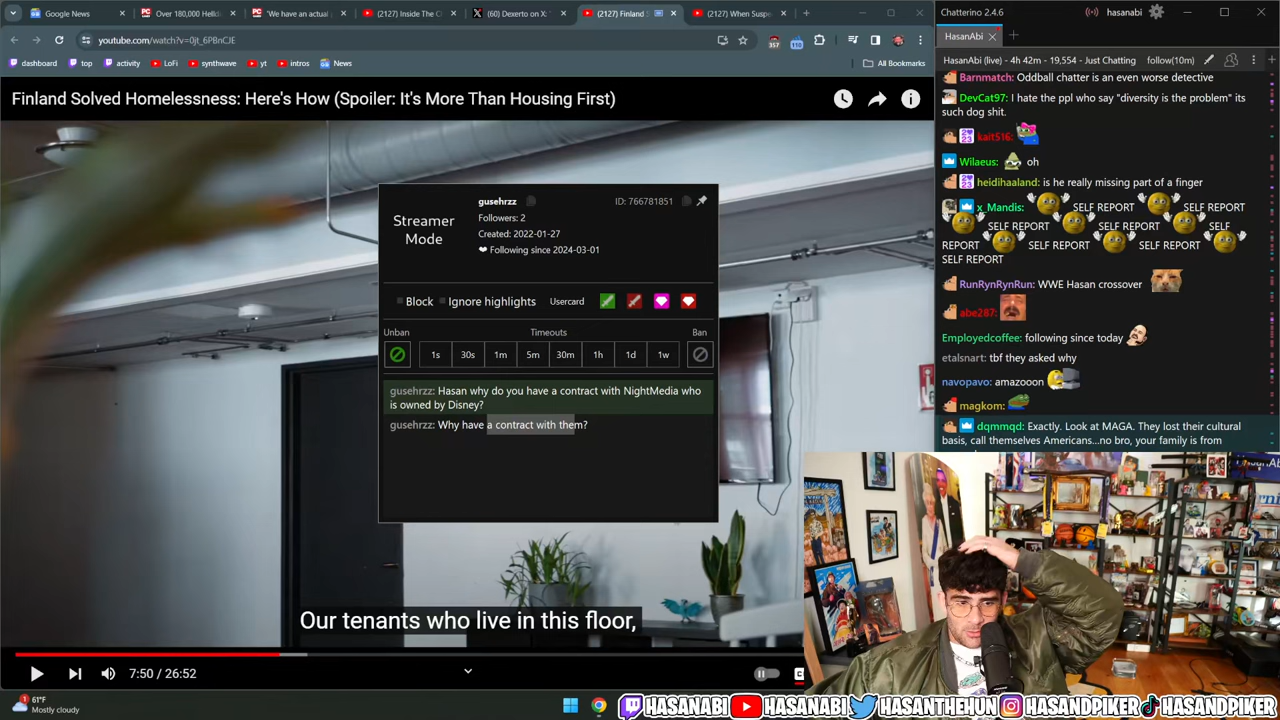 Google News
Over 180,000 Helldi
'We have an actual
(2127) Inside The C
(60) Dexerto on X:
(2127) Finland S
(2127) When Suspe
youtube.com/watch?v=0jt_6PBnCJE
357
110
dashboard
top
activity
LoFi
synthwave
yt
intros
News
All Bookmarks
Finland Solved Homelessness: Here's How (Spoiler: It's More Than Housing First)
Streamer
Mode
gusehrzz
ID: 766781851
Followers: 2
Created: 2022-01-27
❤ Following since 2024-03-01
Block
Ignore highlights
Usercard
Unban
Timeouts
Ban
1s
30s
1m
5m
30m
1h
1d
1w
gusehrzz: Hasan why do you have a contract with NightMedia who
is owned by Disney?
gusehrzz: Why have a contract with them?
Our tenants who live in this floor,
7:50 / 26:52
61°F
Mostly cloudy
Chatterino 2.4.6
hasanabi
HasanAbi
HasanAbi (live) - 4h 42m - 19,554 - Just Chatting
follow(10m)
Barnmatch: Oddball chatter is an even worse detective
DevCat97: I hate the ppl who say "diversity is the problem" its
such dog shit.
kait516:
Wilaeus: oh
heidihaaland: is he really missing part of a finger
x_Mandis: SELF REPORT SELF REPORT
SELF REPORT SELF REPORT SELF
REPORT SELF REPORT SELF REPORT
SELF REPORT
RunRynRynRun: WWE Hasan crossover
abe287:
Employedcoffee: following since today
etalsnart: tbf they asked why
navopavo: amazooon
magkom:
dqmmqd: Exactly. Look at MAGA. They lost their cultural
basis, call themselves Americans...no bro, your family is from
HASANABI
HASANABI
HASANTHEHUN
HASANDPIKER
HASANDPIKER